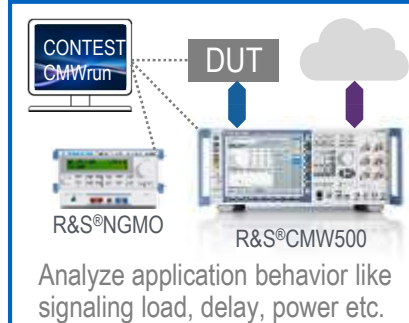 CONTEST
CMWrun
DUT
R&S®NGMO
R&S®CMW500
Analyze application behavior like
signaling load, delay, power etc.